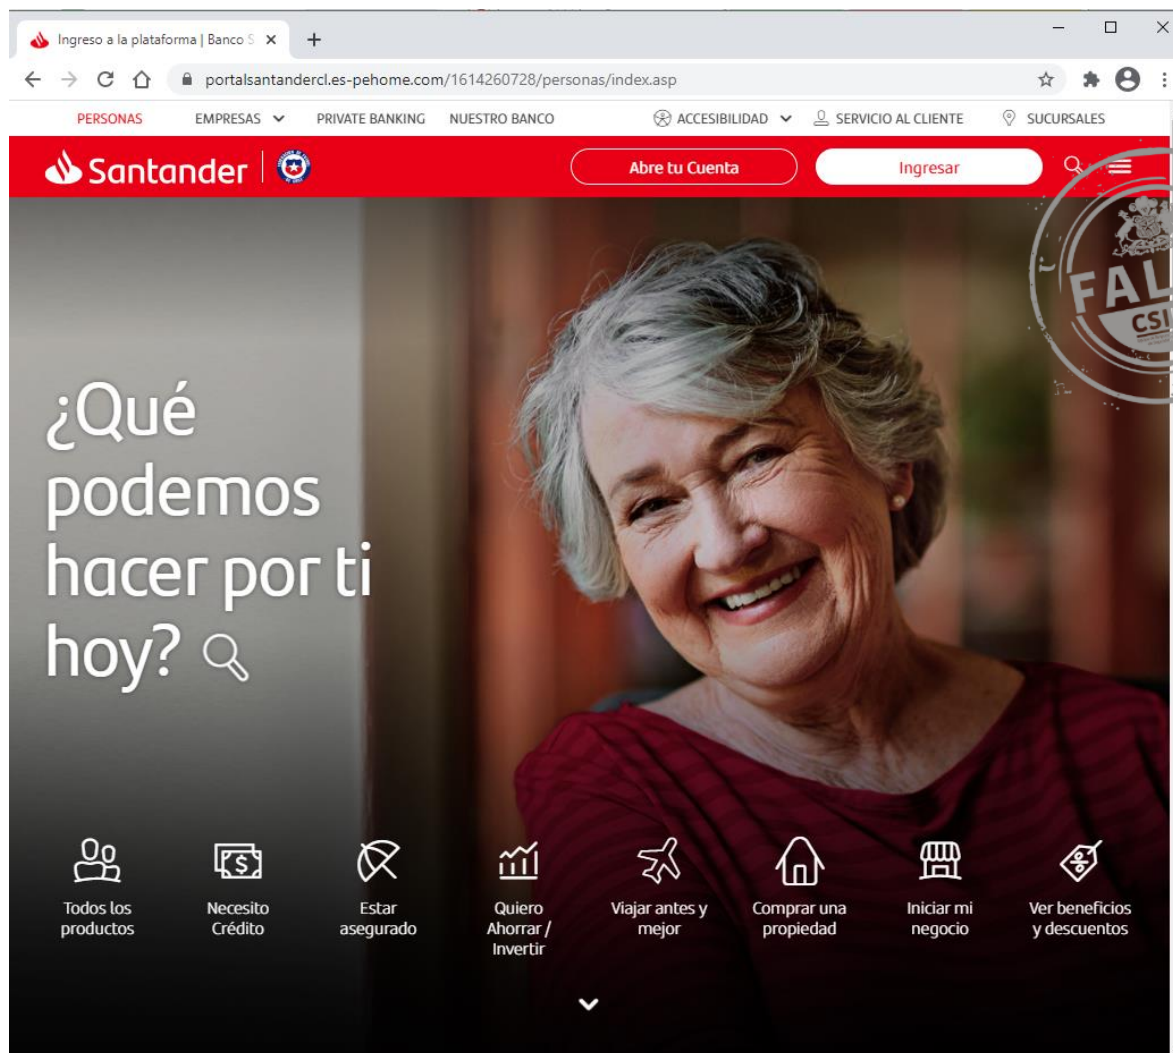 Ingreso a la plataforma | Banco S
portalsantandercl.es-pehome.com/1614260728/personas/index.asp
PERSONAS EMPRESAS PRIVATE BANKING NUESTRO BANCO ACCESIBILIDAD SERVICIO AL CLIENTE SUCURSALES
Santander Abre tu Cuenta Ingresar
¿Qué
podemos
hacer por ti
hoy?
Todos los
productos
Necesito
Crédito
Estar
asegurado
Quiero
Ahorrar /
Invertir
Viajar antes y
mejor
Comprar una
propiedad
Iniciar mi
negocio
Ver beneficios
y descuentos